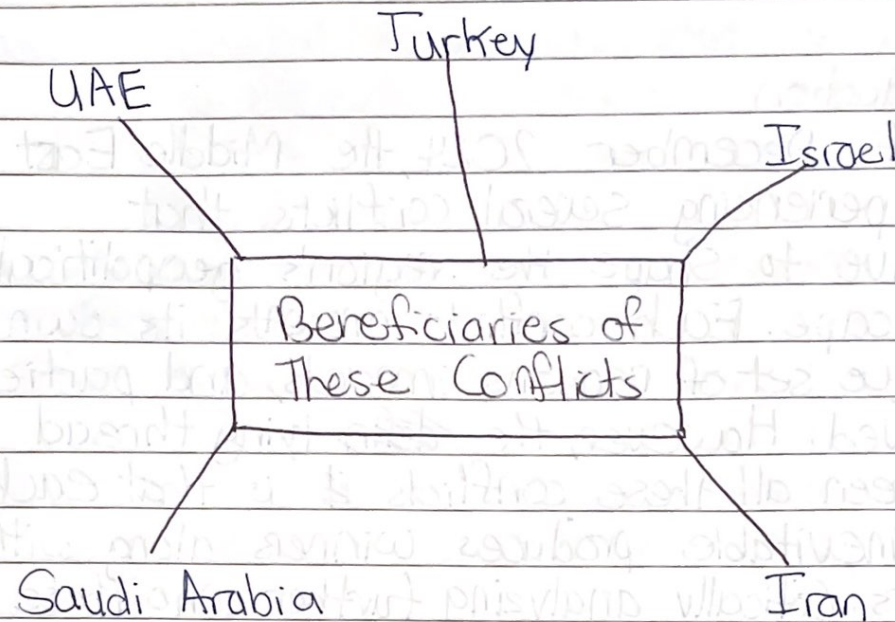 Turkey
UAE
Israel
Beneficiaries of
These Conflicts
Saudi Arabia
Iran